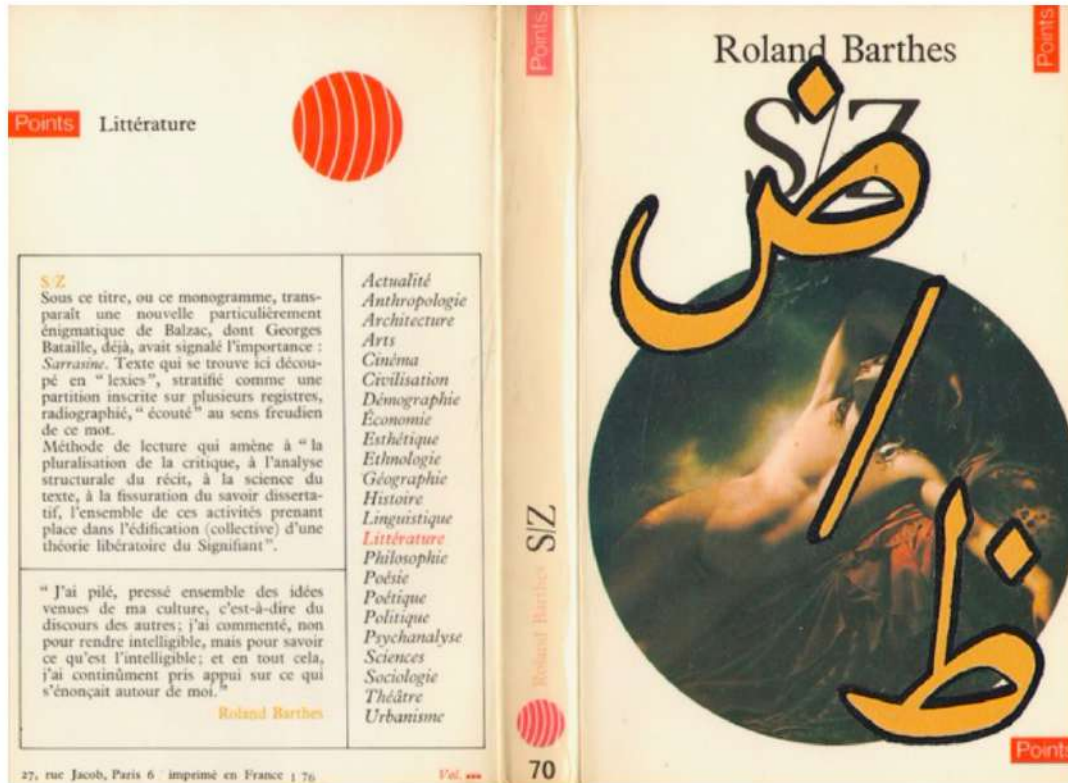 Points Littérature
S/Z
Sous ce titre, ou ce monogramme, trans-
paraît une nouvelle particulièrement
énigmatique de Balzac, dont Georges
Bataille, déjà, avait signalé l'importance :
Sarrasine. Texte qui se trouve ici décou-
pé en “ lexies”, stratifié comme une
partition inscrite sur plusieurs registres,
radiographié, “ écouté” au sens freudien
de ce mot.
Méthode de lecture qui amène à “ la
pluralisation de la critique, à l'analyse
structurale du récit, à la science du
texte, à la fissuration du savoir disserta-
tif, l'ensemble de ces activités prenant
place dans l'édification (collective) d'une
théorie libératoire du Signifiant”.
“ J'ai pilé, pressé ensemble des idées
venues de ma culture, c'est-à-dire du
discours des autres; j'ai commenté, non
pour rendre intelligible, mais pour savoir
ce qu'est l'intelligible; et en tout cela,
j'ai continûment pris appui sur ce qui
s'énonçait autour de moi.”
Roland Barthes
Actualité
Anthropologie
Architecture
Arts
Cinéma
Civilisation
Démographie
Économie
Esthétique
Ethnologie
Géographie
Histoire
Linguistique
Littérature
Philosophie
Poésie
Poétique
Politique
Psychanalyse
Sciences
Sociologie
Théâtre
Urbanisme
27, rue Jacob, Paris 6 imprimé en France 1 76
Vol.
Points
Roland Barthes S/Z
70
Points
Roland Barthes
S/Z
ض
/
ظ
Points